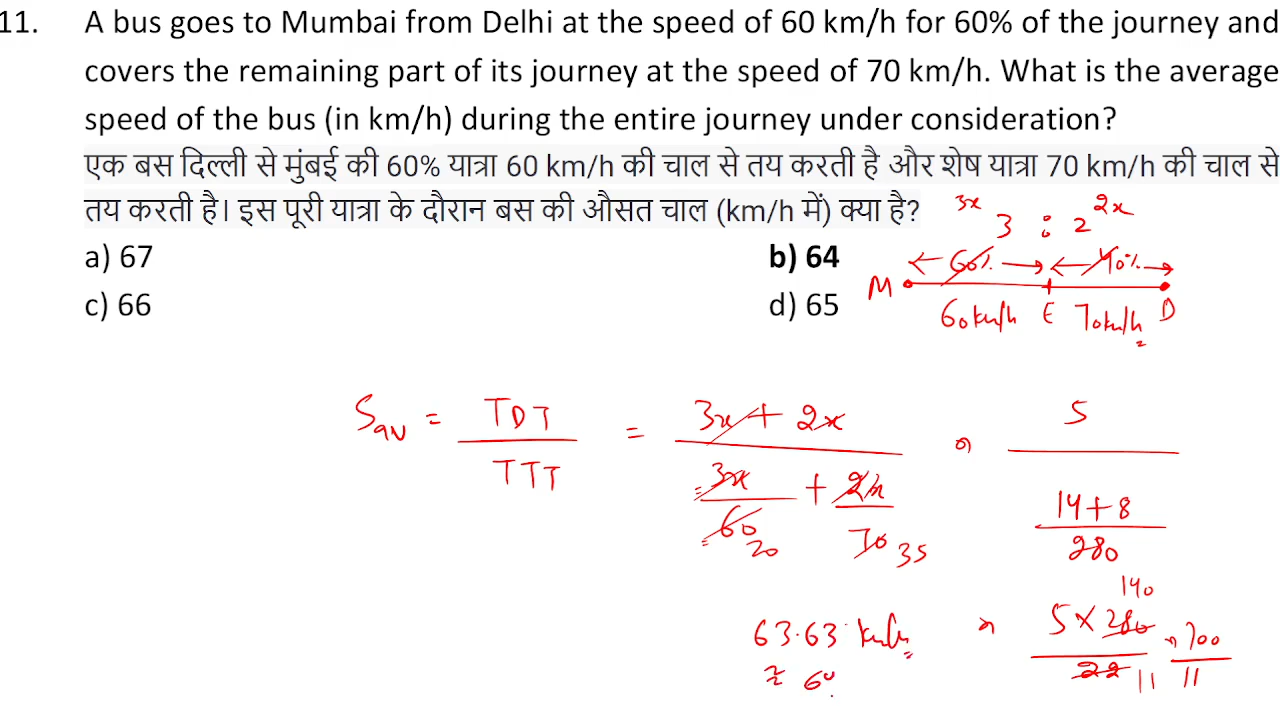 11. A bus goes to Mumbai from Delhi at the speed of 60 km/h for 60% of the journey and
covers the remaining part of its journey at the speed of 70 km/h. What is the average
speed of the bus (in km/h) during the entire journey under consideration?
एक बस दिल्ली से मुंबई की 60% यात्रा 60 km/h की चाल से तय करती है और शेष यात्रा 70 km/h की चाल से
तय करती है। इस पूरी यात्रा के दौरान बस की औसत चाल (km/h में) क्या है?
3x 3 : 2 2x
a) 67 b) 64
60% 40%
c) 66 d) 65
M 60km/h E 70km/h D
Sav = TDT / TTT = 3x + 2x / 3x/60 + 2x/70 5 / 14+8/280
20 35
140
63.63 km/h 5 × 280 / 22 700 / 11
11
≈ 64